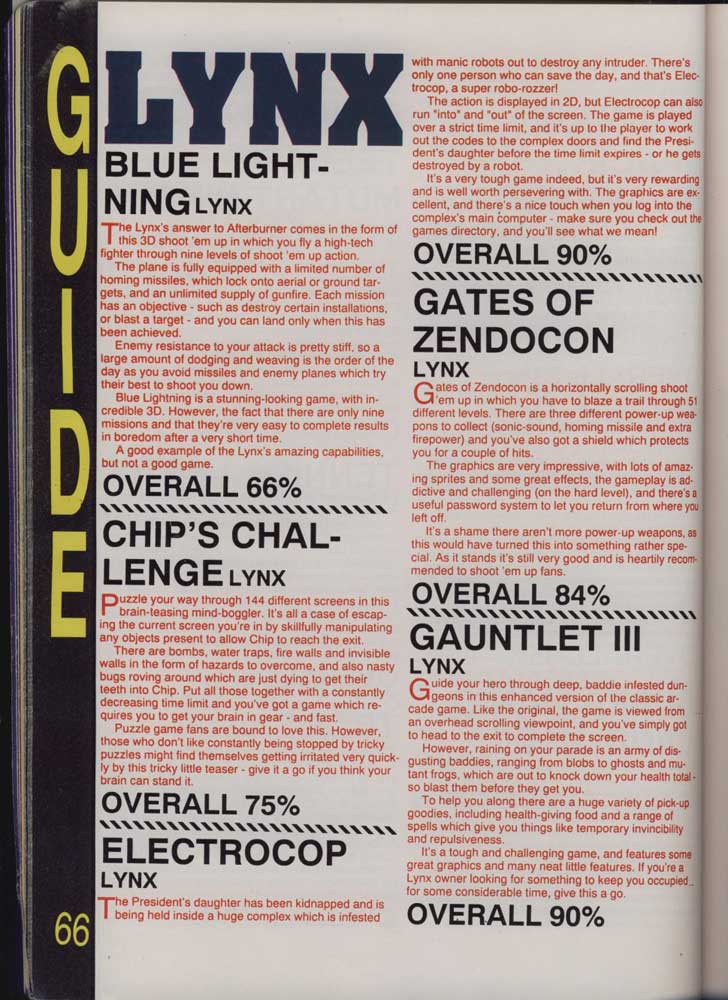 GUIDE
LYNX
BLUE LIGHT-
NING LYNX
The Lynx's answer to Afterburner comes in the form of
this 3D shoot 'em up in which you fly a high-tech
fighter through nine levels of shoot 'em up action.
The plane is fully equipped with a limited number of
homing missiles, which lock onto aerial or ground tar-
gets, and an unlimited supply of gunfire. Each mission
has an objective - such as destroy certain installations,
or blast a target - and you can land only when this has
been achieved.
Enemy resistance to your attack is pretty stiff, so a
large amount of dodging and weaving is the order of the
day as you avoid missiles and enemy planes which try
their best to shoot you down.
Blue Lightning is a stunning-looking game, with in-
credible 3D. However, the fact that there are only nine
missions and that they're very easy to complete results
in boredom after a very short time.
A good example of the Lynx's amazing capabilities,
but not a good game.
OVERALL 66%
CHIP'S CHAL-
LENGE LYNX
Puzzle your way through 144 different screens in this
brain-teasing mind-boggler. It's all a case of escap-
ing the current screen you're in by skillfully manipulating
any objects present to allow Chip to reach the exit.
There are bombs, water traps, fire walls and invisible
walls in the form of hazards to overcome, and also nasty
bugs roving around which are just dying to get their
teeth into Chip. Put all those together with a constantly
decreasing time limit and you've got a game which re-
quires you to get your brain in gear - and fast.
Puzzle game fans are bound to love this. However,
those who don't like constantly being stopped by tricky
puzzles might find themselves getting irritated very quick-
ly by this tricky little teaser - give it a go if you think your
brain can stand it.
OVERALL 75%
ELECTROCOP
LYNX
The President's daughter has been kidnapped and is
being held inside a huge complex which is infested
with manic robots out to destroy any intruder. There's
only one person who can save the day, and that's Elec-
trocop, a super robo-rozzer!
The action is displayed in 2D, but Electrocop can also
run "into" and "out" of the screen. The game is played
over a strict time limit, and it's up to the player to work
out the codes to the complex doors and find the Presi-
dent's daughter before the time limit expires - or he gets
destroyed by a robot.
It's a very tough game indeed, but it's very rewarding
and is well worth persevering with. The graphics are ex-
cellent, and there's a nice touch when you log into the
complex's main computer - make sure you check out the
games directory, and you'll see what we mean!
OVERALL 90%
GATES OF
ZENDOCON
LYNX
Gates of Zendocon is a horizontally scrolling shoot
'em up in which you have to blaze a trail through 51
different levels. There are three different power-up wea-
pons to collect (sonic-sound, homing missile and extra
firepower) and you've also got a shield which protects
you for a couple of hits.
The graphics are very impressive, with lots of amaz-
ing sprites and some great effects, the gameplay is ad-
dictive and challenging (on the hard level), and there's a
useful password system to let you return from where you
left off.
It's a shame there aren't more power-up weapons, as
this would have turned this into something rather spe-
cial. As it stands it's still very good and is heartily recom-
mended to shoot 'em up fans.
OVERALL 84%
GAUNTLET III
LYNX
Guide your hero through deep, baddie infested dun-
geons in this enhanced version of the classic ar-
cade game. Like the original, the game is viewed from
an overhead scrolling viewpoint, and you've simply got
to head to the exit to complete the screen.
However, raining on your parade is an army of dis-
gusting baddies, ranging from blobs to ghosts and mu-
tant frogs, which are out to knock down your health total -
so blast them before they get you.
To help you along there are a huge variety of pick-up
goodies, including health-giving food and a range of
spells which give you things like temporary invincibility
and repulsiveness.
It's a tough and challenging game, and features some
great graphics and many neat little features. If you're a
Lynx owner looking for something to keep you occupied
for some considerable time, give this a go.
OVERALL 90%
66